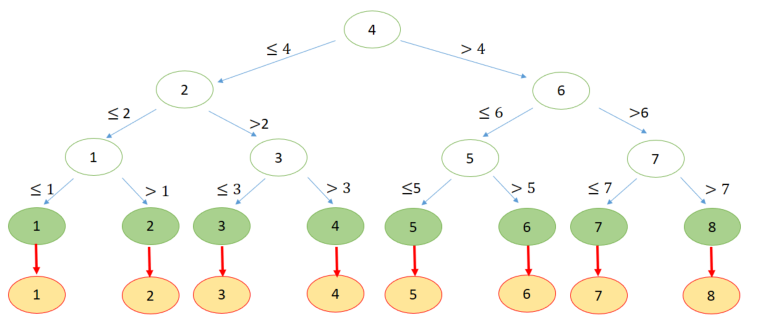 4
≤ 4 > 4
2 6
≤ 2 >2 ≤ 6 >6
1 3 5 7
≤ 1 > 1 ≤ 3 > 3 ≤5 > 5 ≤ 7 > 7
1 2 3 4 5 6 7 8
1 2 3 4 5 6 7 8